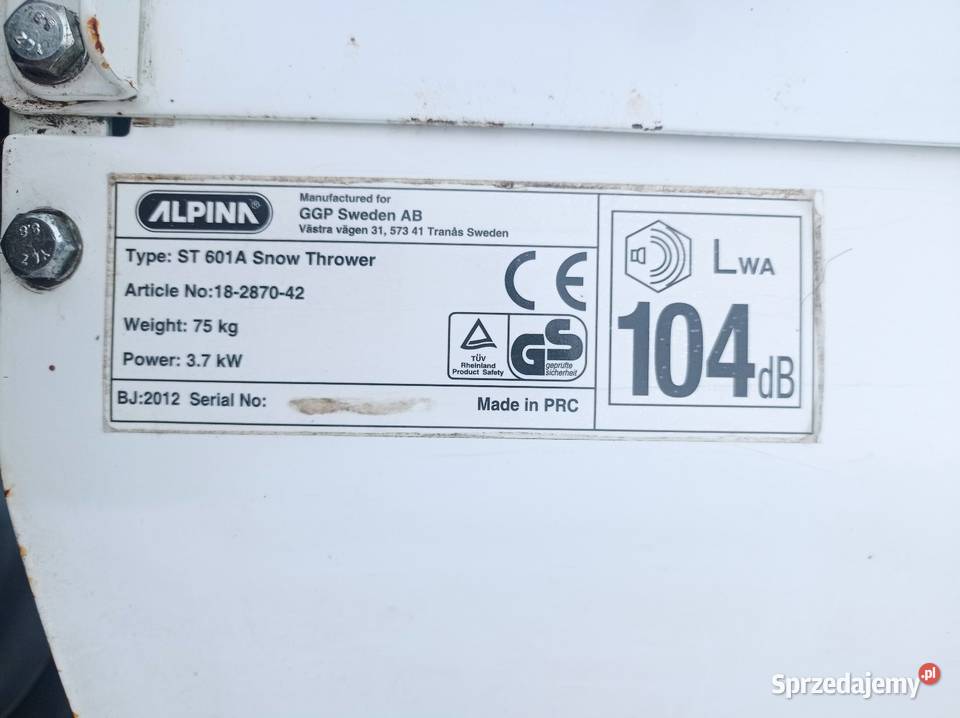 ALPINA
Manufactured for
GGP Sweden AB
Västra vägen 31, 573 41 Tranås Sweden
Type: ST 601A Snow Thrower
Article No:18-2870-42
Weight: 75 kg
Power: 3.7 kW
CE
TÜV
Rheinland
Product Safety
GS
geprüfte
sicherheit
BJ:2012 Serial No:
Made in PRC
LWA
104dB
8.8
Sprzedajemy.pl